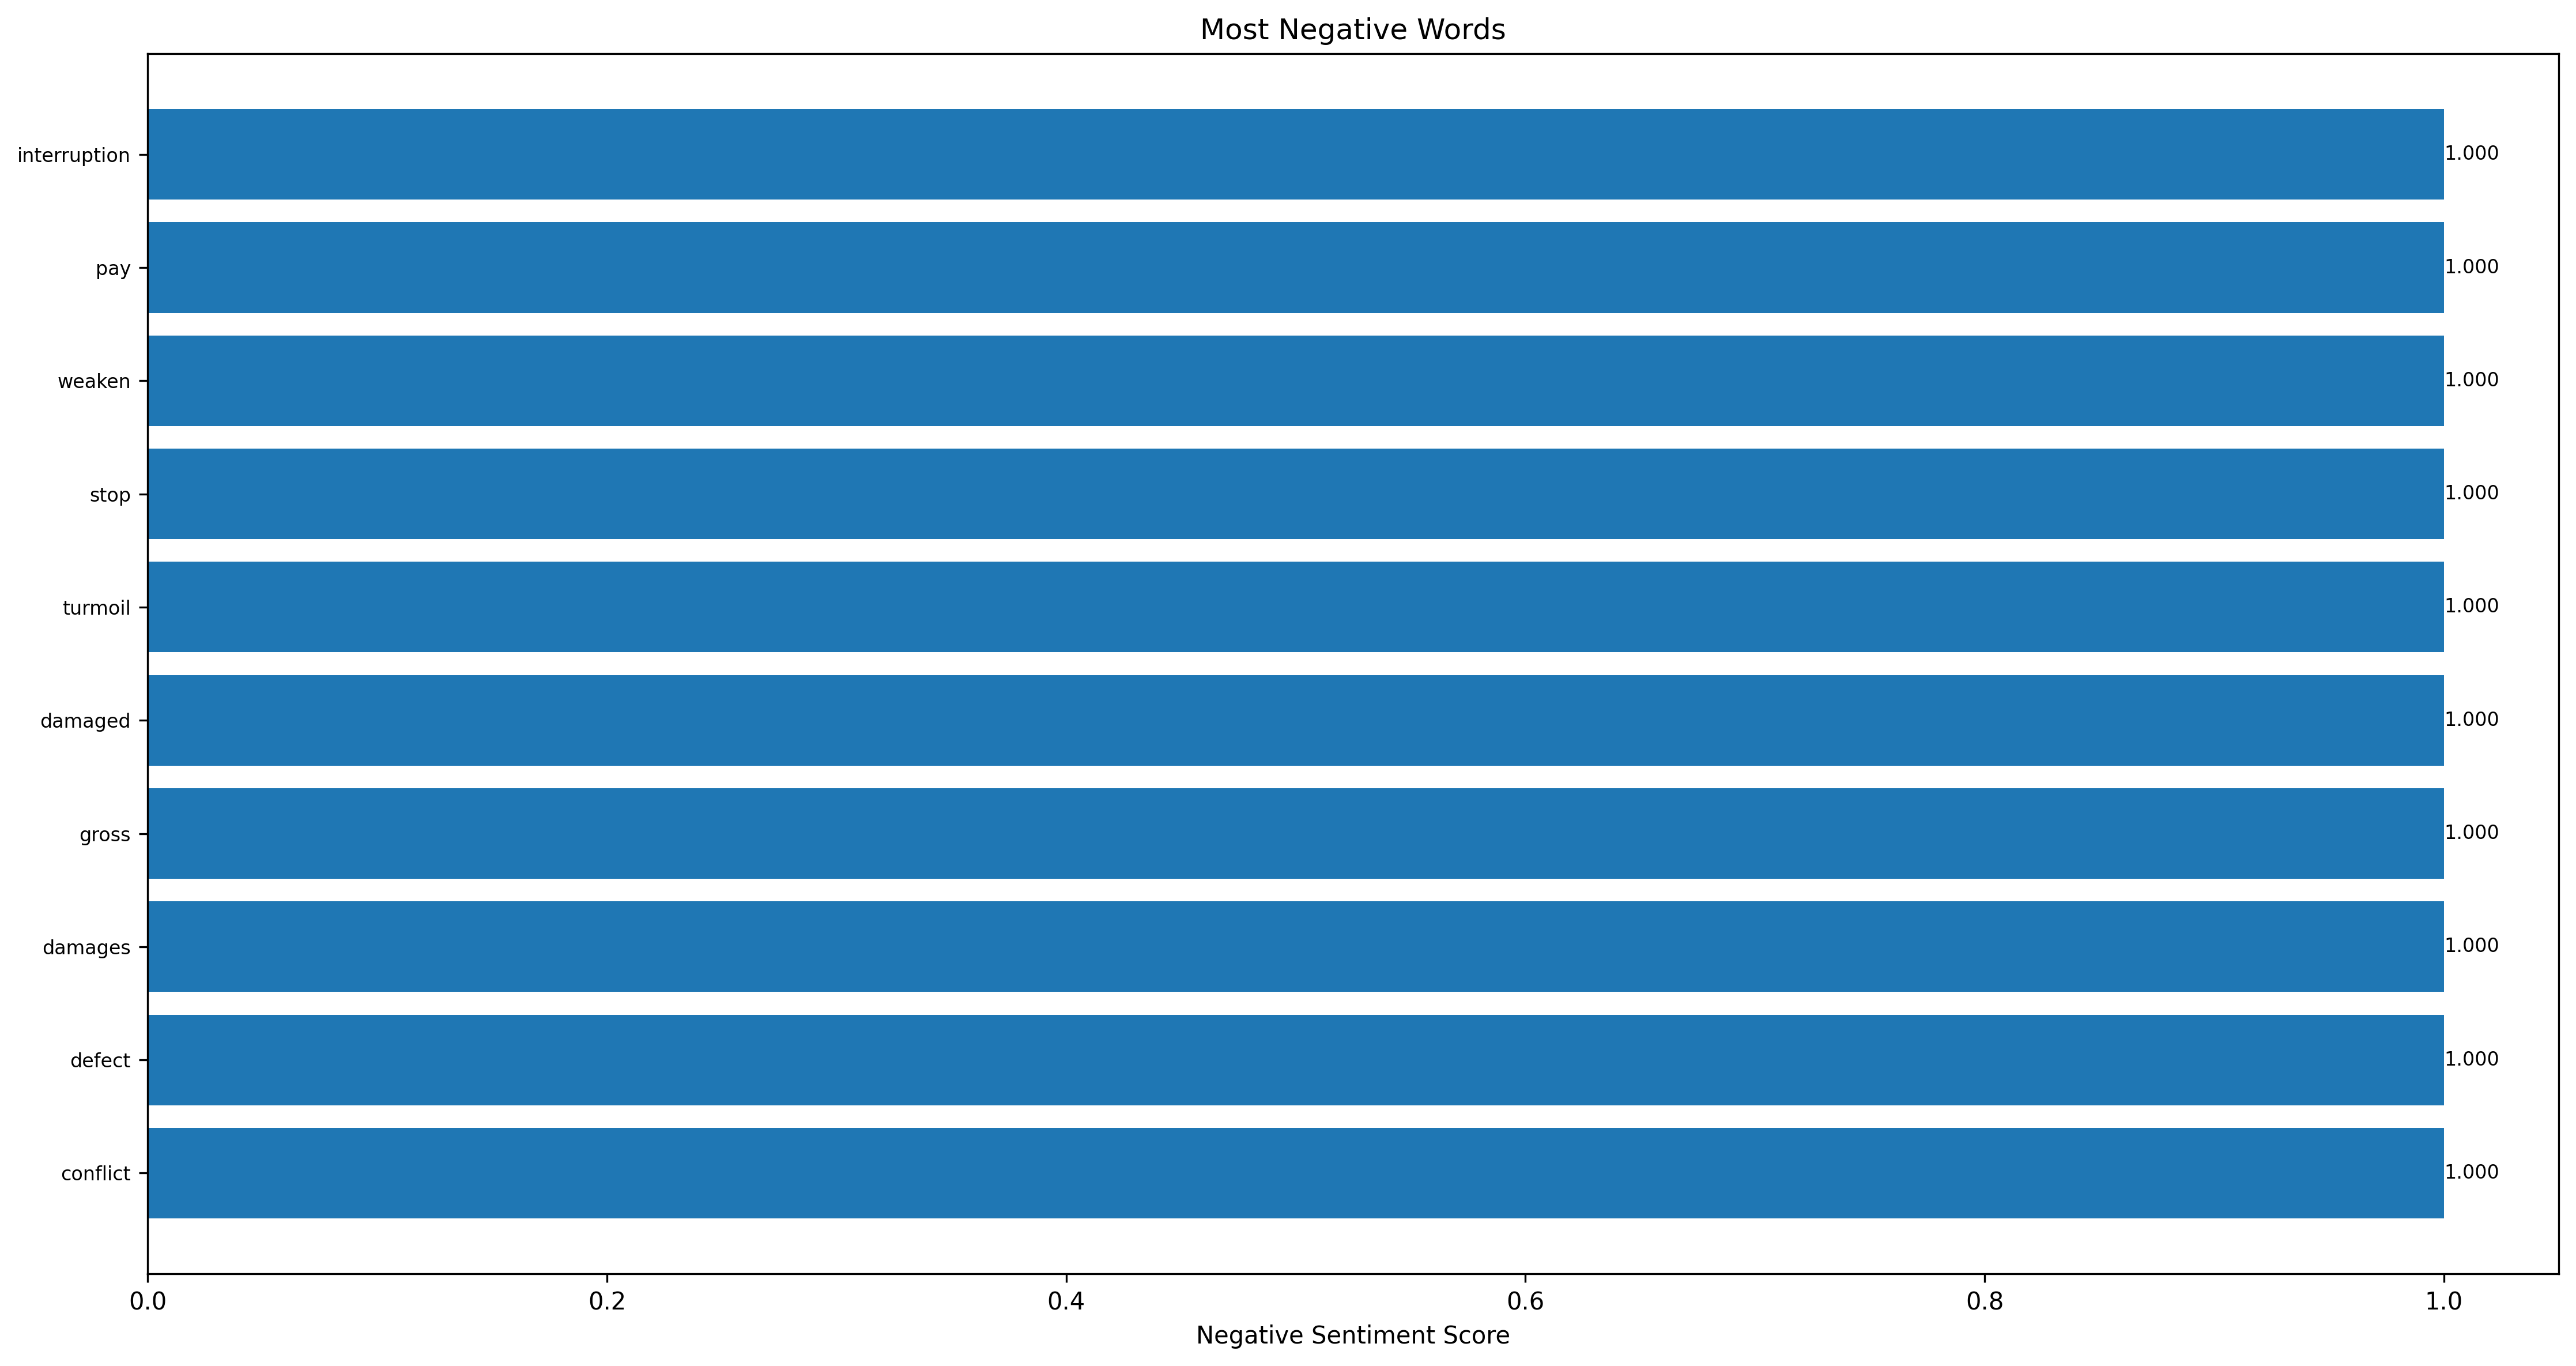 Most Negative Words
interruption 1.000
pay 1.000
weaken 1.000
stop 1.000
turmoil 1.000
damaged 1.000
gross 1.000
damages 1.000
defect 1.000
conflict 1.000
0.0 0.2 0.4 0.6 0.8 1.0
Negative Sentiment Score